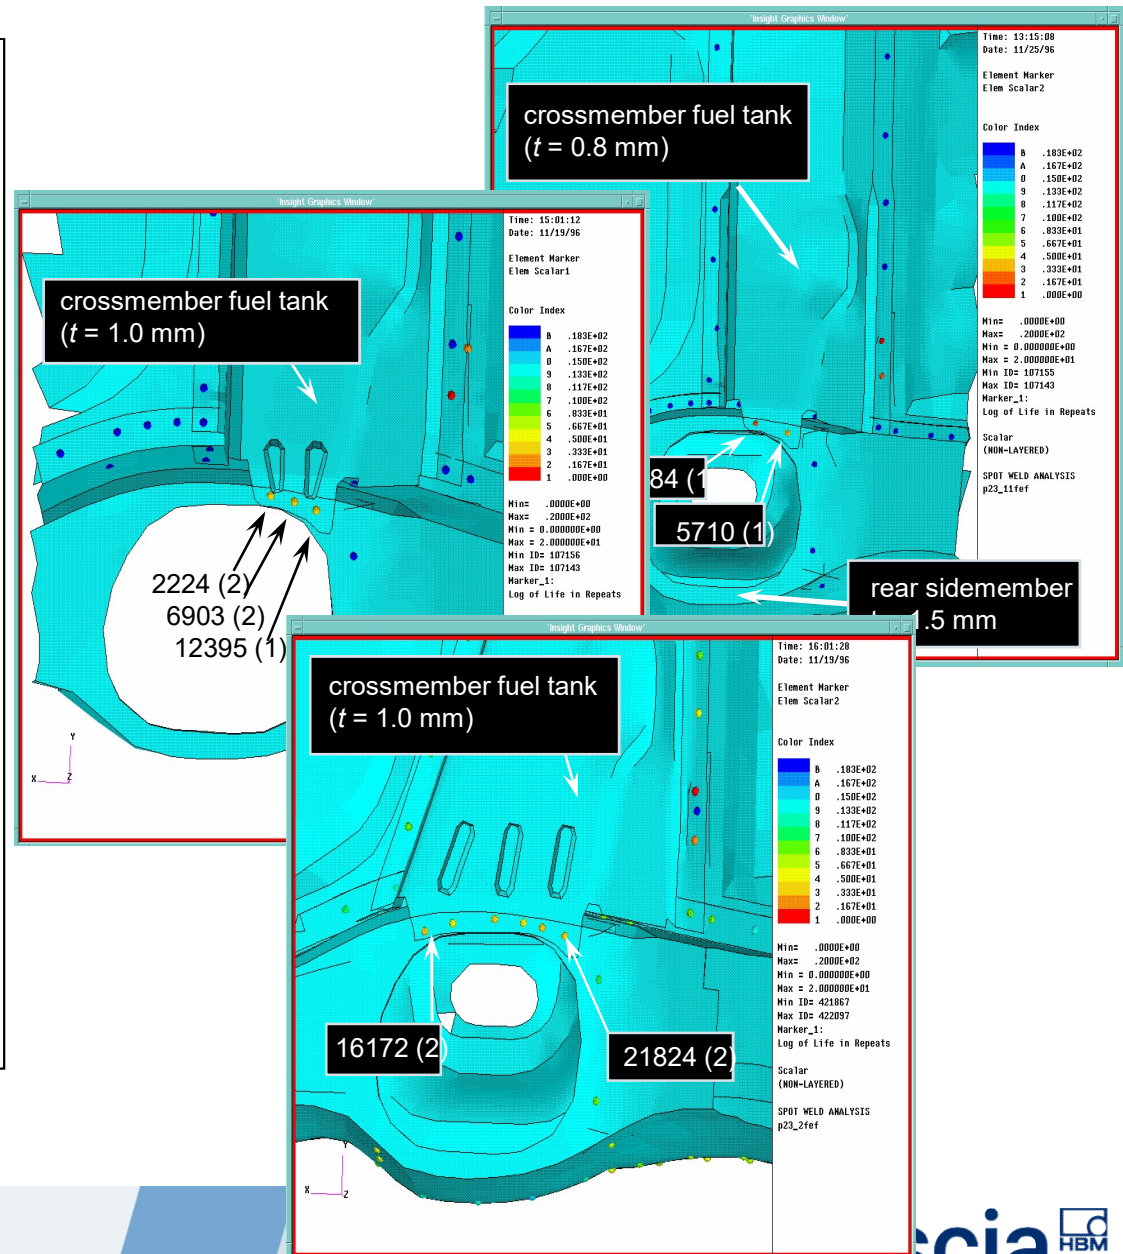 'Insight Graphics Window'
crossmember fuel tank
(t = 0.8 mm)
Time: 13:15:08
Date: 11/25/96
Element Marker
Elem Scalar2
Color Index
B .183E+02
A .167E+02
0 .150E+02
9 .133E+02
8 .117E+02
7 .100E+02
6 .833E+01
5 .667E+01
4 .500E+01
3 .333E+01
2 .167E+01
1 .000E+00
Min= .0000E+00
Max= .2000E+02
Min = 0.000000E+00
Max = 2.000000E+01
Min ID= 107155
Max ID= 107143
Marker_1:
Log of Life in Repeats
Scalar
(NON-LAYERED)
SPOT WELD ANALYSIS
p23_11fef
84 (1
5710 (1)
rear sidemember
1.5 mm
'Insight Graphics Window'
crossmember fuel tank
(t = 1.0 mm)
Time: 15:01:12
Date: 11/19/96
Element Marker
Elem Scalar1
Color Index
B .183E+02
A .167E+02
0 .150E+02
9 .133E+02
8 .117E+02
7 .100E+02
6 .833E+01
5 .667E+01
4 .500E+01
3 .333E+01
2 .167E+01
1 .000E+00
Min= .0000E+00
Max= .2000E+02
Min = 0.000000E+00
Max = 2.000000E+01
Min ID= 107156
Max ID= 107143
Marker_1:
Log of Life in Repeats
2224 (2)
6903 (2)
12395 (1)
Y
X
Z
'Insight Graphics Window'
crossmember fuel tank
(t = 1.0 mm)
Time: 16:01:28
Date: 11/19/96
Element Marker
Elem Scalar2
Color Index
B .183E+02
A .167E+02
0 .150E+02
9 .133E+02
8 .117E+02
7 .100E+02
6 .833E+01
5 .667E+01
4 .500E+01
3 .333E+01
2 .167E+01
1 .000E+00
Min= .0000E+00
Max= .2000E+02
Min = 0.000000E+00
Max = 2.000000E+01
Min ID= 421867
Max ID= 422097
Marker_1:
Log of Life in Repeats
Scalar
(NON-LAYERED)
SPOT WELD ANALYSIS
p23_2fef
16172 (2)
21824 (2)
Y
X
Z
HBM